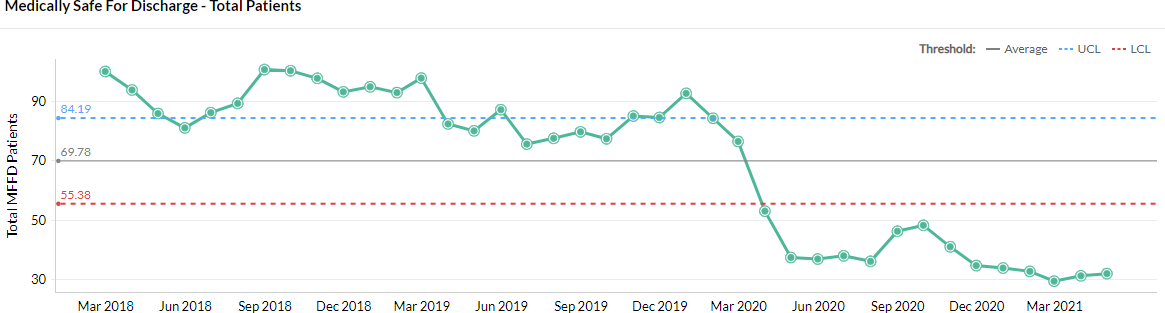 Medically Safe For Discharge - Total Patients
Threshold: Average UCL LCL
Total MFFD Patients
90
84.19
69.78
70
55.38
50
30
Mar 2018 Jun 2018 Sep 2018 Dec 2018 Mar 2019 Jun 2019 Sep 2019 Dec 2019 Mar 2020 Jun 2020 Sep 2020 Dec 2020 Mar 2021